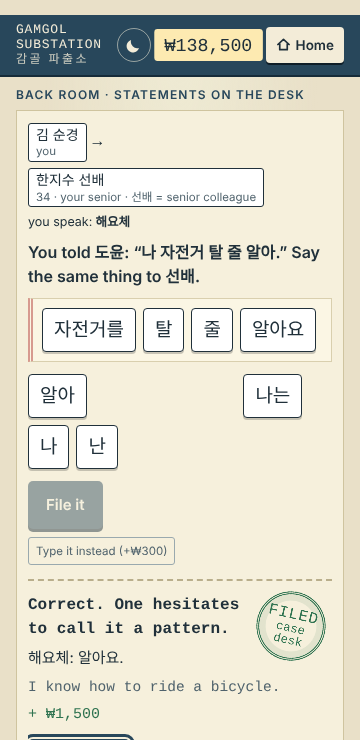 GAMGOL
SUBSTATION
감골 파출소
₩138,500
Home
BACK ROOM · STATEMENTS ON THE DESK
김 순경
you
→
한지수 선배
34 · your senior · 선배 = senior colleague
you speak: 해요체
You told 도윤: “나 자전거 탈 줄 알아.” Say
the same thing to 선배.
자전거를 탈 줄 알아요
알아 나는
나 난
File it
Type it instead (+₩300)
Correct. One hesitates
to call it a pattern.
FILED
case
desk
해요체: 알아요.
I know how to ride a bicycle.
+ ₩1,500